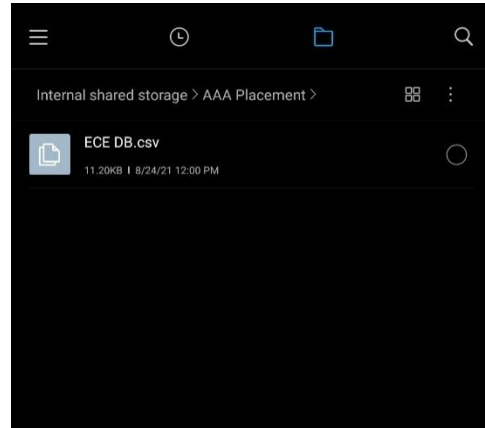 Internal shared storage > AAA Placement >
ECE DB.csv
11.20KB | 8/24/21 12:00 PM